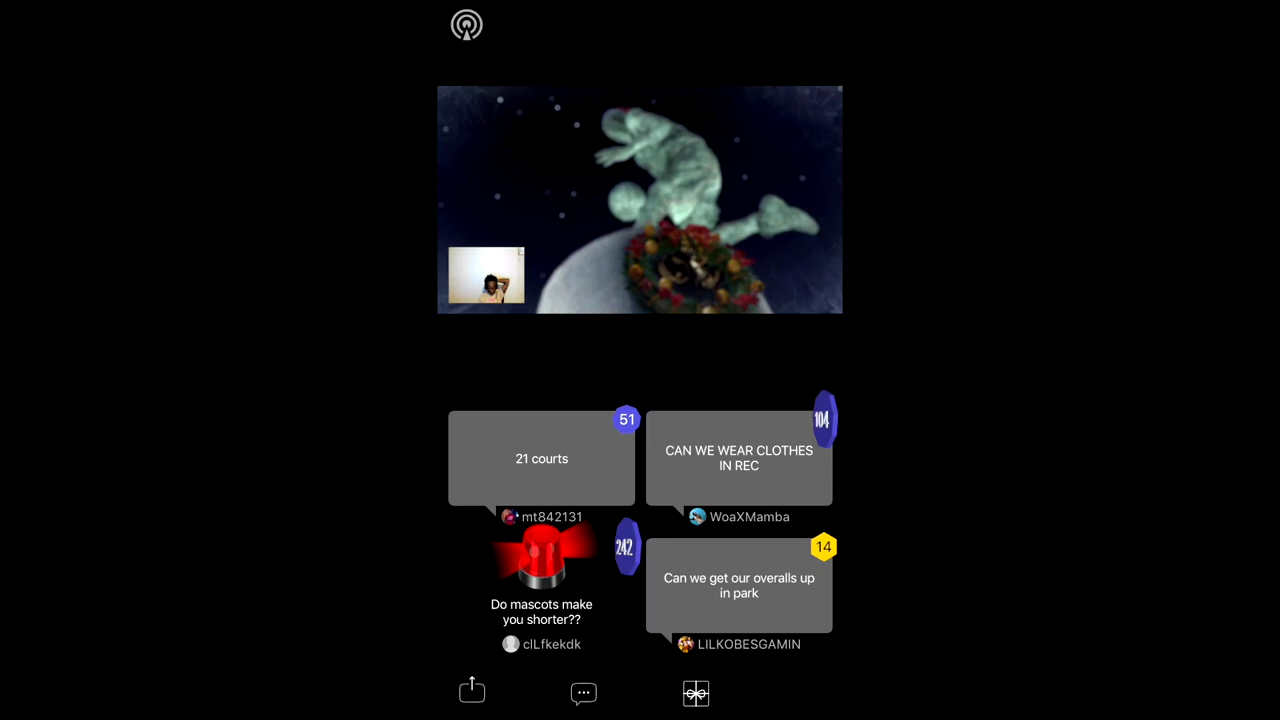 51
21 courts
mt842131
104
CAN WE WEAR CLOTHES
IN REC
WoaXMamba
242
Do mascots make
you shorter??
clLfkekdk
14
Can we get our overalls up
in park
LILKOBESGAMIN